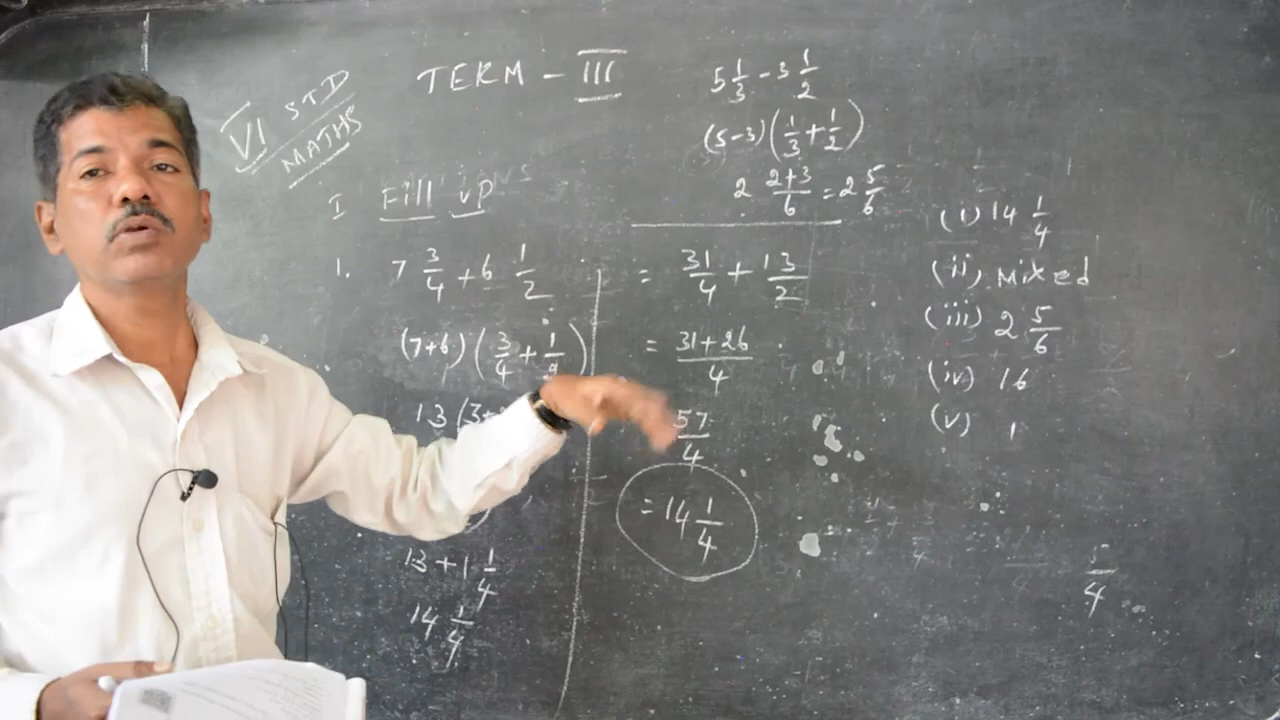 VI STD
MATHS
TERM - III
I Fill up
1. 7 3/4 + 6 1/2
(7+6) (3/4 + 1/2)
13 (3+
13 + 1 1/4
14 1/4
= 31/4 + 13/2
= 31+26/4
57/4
= 14 1/4
5 1/3 - 3 1/2
(5-3) (1/3 + 1/2)
2 2+3/6 = 2 5/6
(i) 14 1/4
(ii) Mixed
(iii) 2 5/6
(iv) 16
(v) 1
5/4